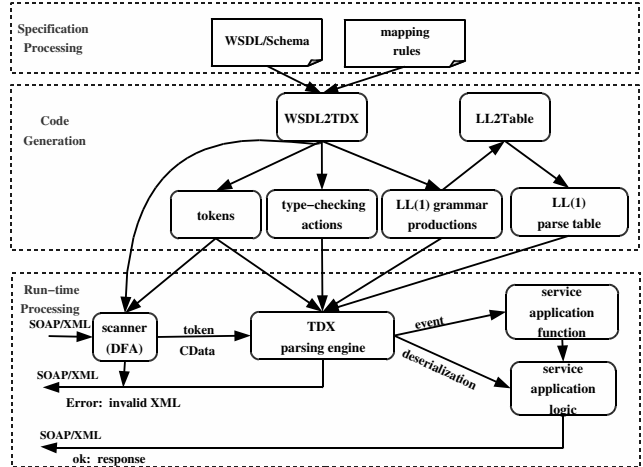 Specification
Processing
WSDL/Schema
mapping
rules
Code
Generation
WSDL2TDX
LL2Table
tokens
type-checking
actions
LL(1) grammar
productions
LL(1)
parse table
Run-time
Processing
SOAP/XML
scanner
(DFA)
token
CData
TDX
parsing engine
event
deserialization
service
application
function
service
application
logic
SOAP/XML
Error: invalid XML
SOAP/XML
ok: response